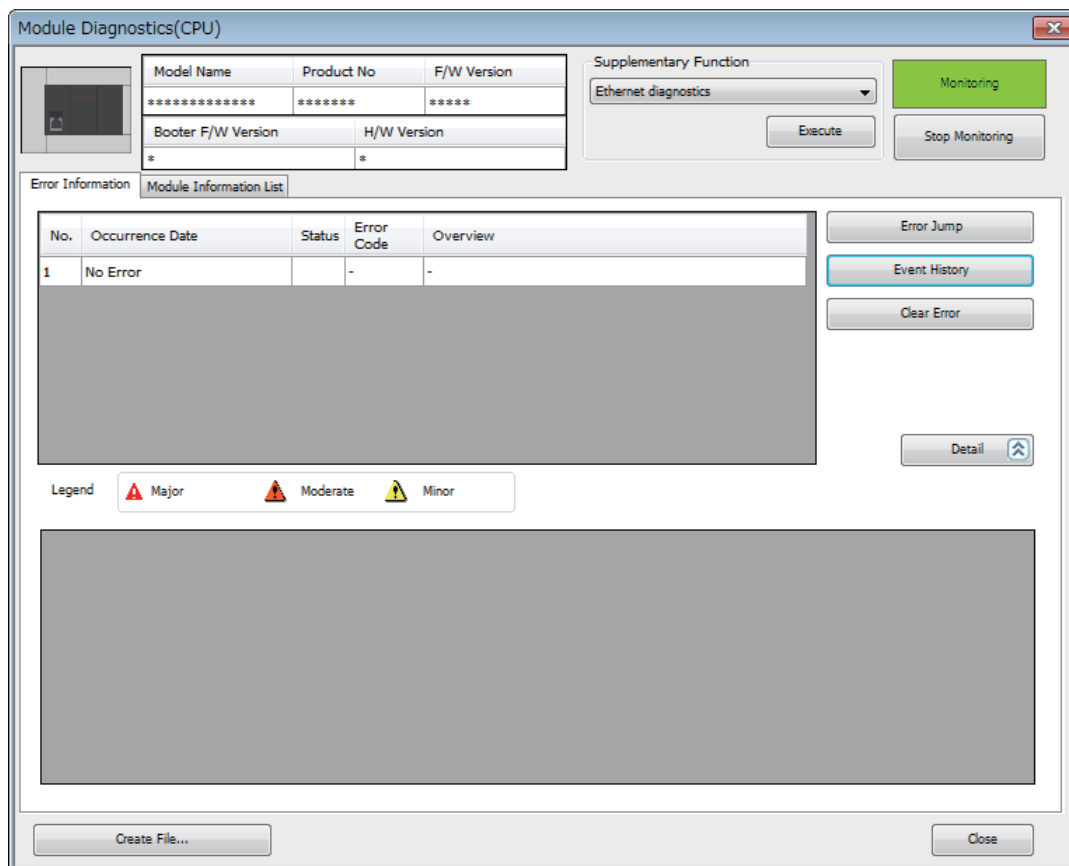 Module Diagnostics(CPU)
Model Name Product No F/W Version
************* ******* *****
Booter F/W Version H/W Version
* *
Supplementary Function
Ethernet diagnostics
Execute
Monitoring
Stop Monitoring
Error Information Module Information List
No. Occurrence Date Status Error Code Overview
1 No Error - -
Error Jump
Event History
Clear Error
Detail
Legend Major Moderate Minor
Create File... Close